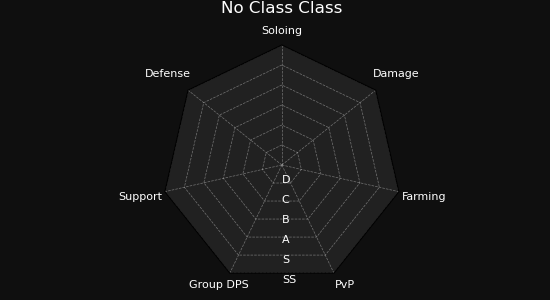 No Class Class
Soloing
Defense
Damage
Support
Farming
D
C
B
A
S
SS
Group DPS
PvP